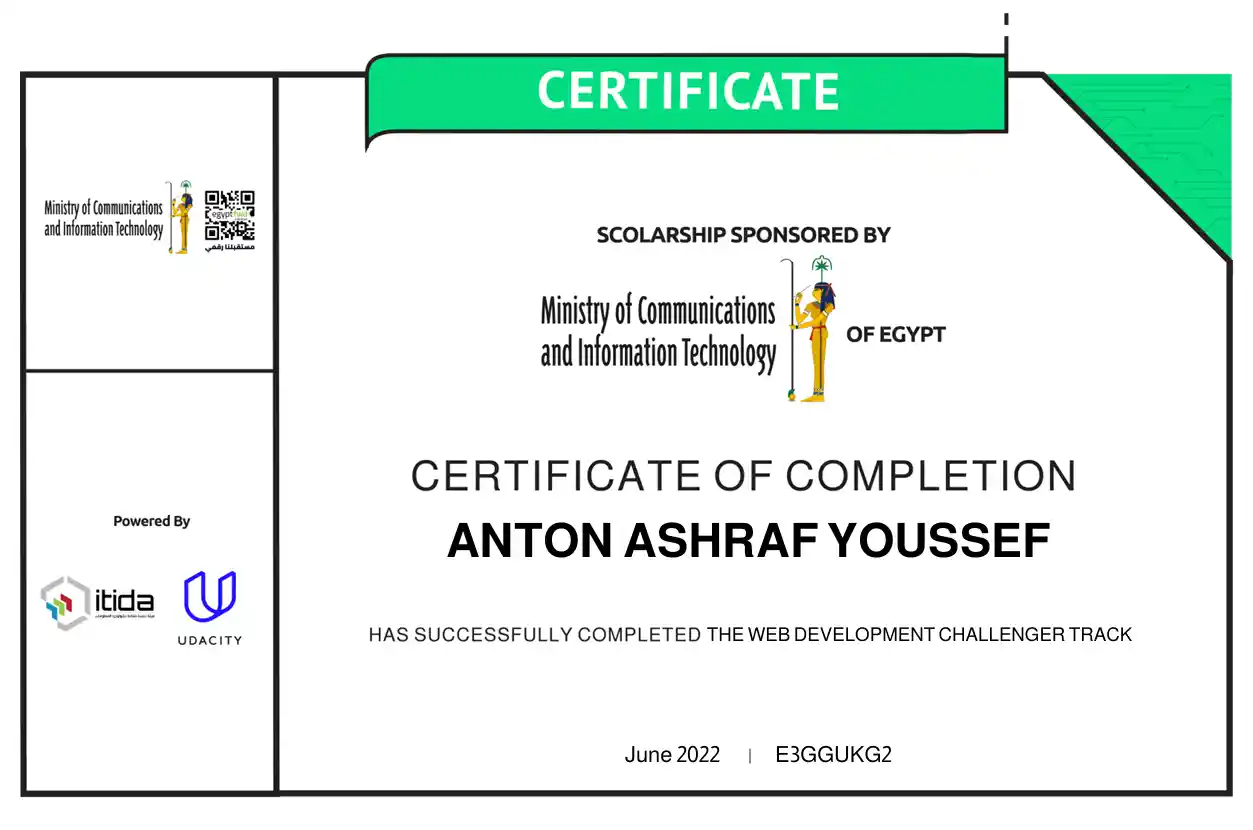 CERTIFICATE
Ministry of Communications
and Information Technology
egyptfwd
مستقبلنا رقمي
SCOLARSHIP SPONSORED BY
Ministry of Communications
and Information Technology
OF EGYPT
CERTIFICATE OF COMPLETION
ANTON ASHRAF YOUSSEF
HAS SUCCESSFULLY COMPLETED THE WEB DEVELOPMENT CHALLENGER TRACK
Powered By
itida
UDACITY
June 2022 | E3GGUKG2